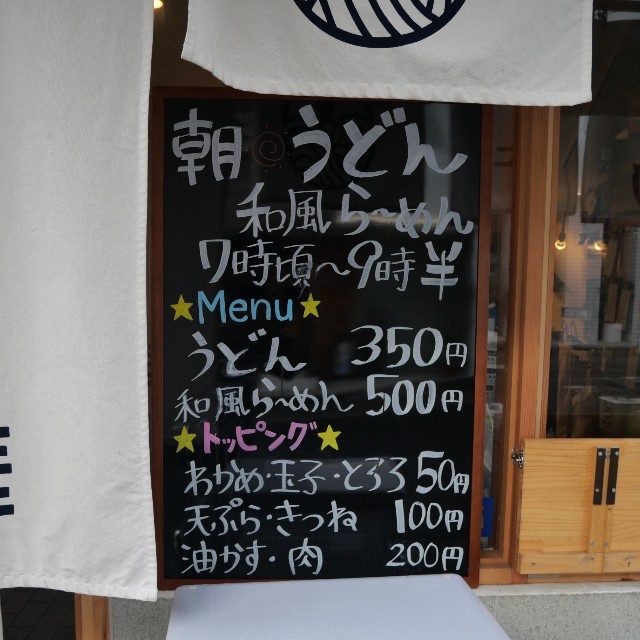 朝 うどん
和風ら〜めん
7時頃〜9時半
★Menu★
うどん 350円
和風ら〜めん 500円
★トッピング★
わかめ・玉子・とろろ 50円
天ぷら・きつね 100円
油かす・肉 200円